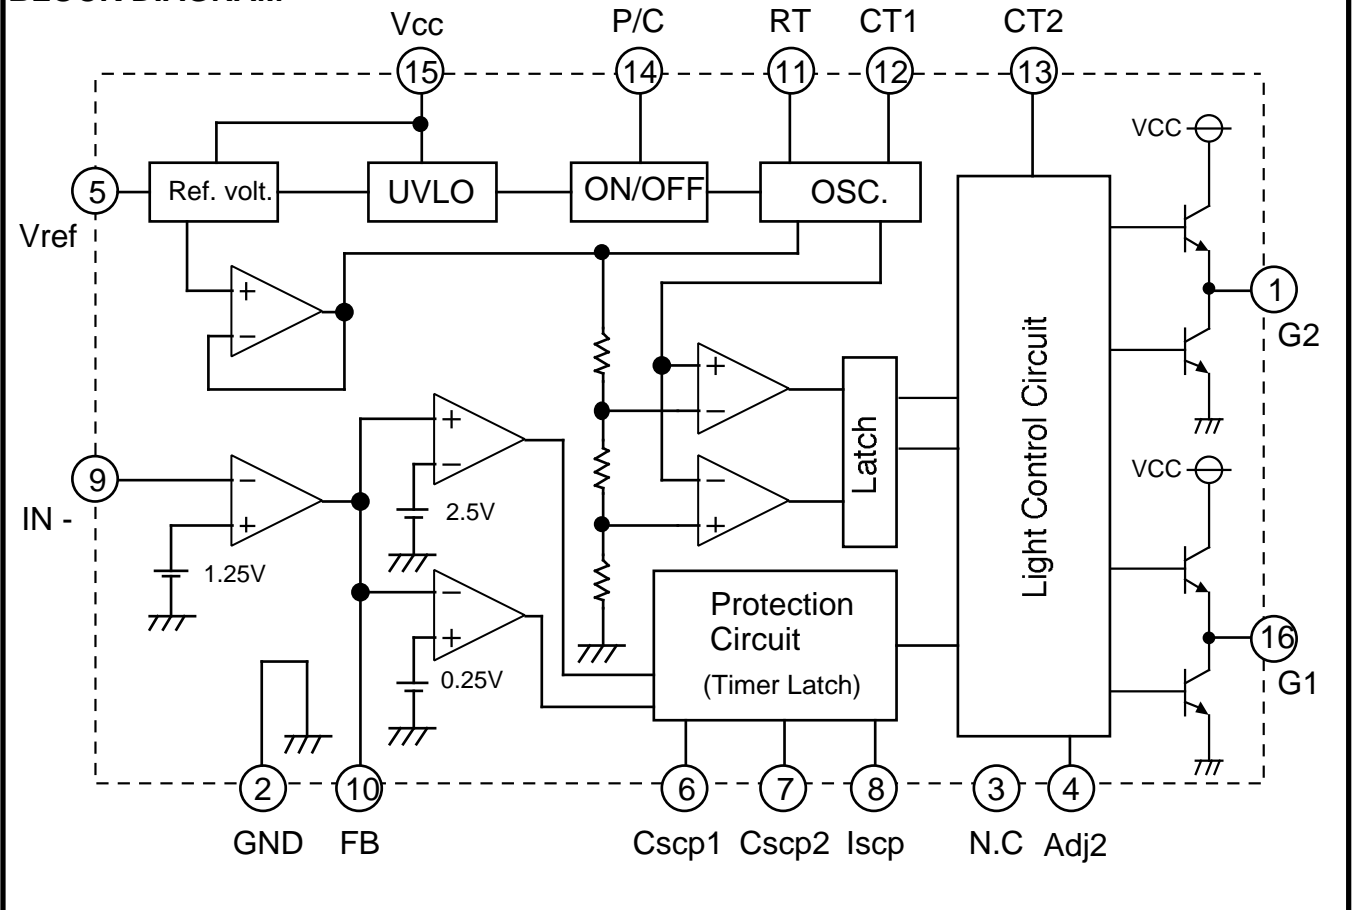 Vcc P/C RT CT1 CT2
15 14 11 12 13
VCC
5 Ref. volt. UVLO ON/OFF OSC.
Vref
+
−
1
G2
+
−
Light Control Circuit
Latch
+
−
2.5V
9
IN -
−
+
1.25V
−
+
VCC
−
+
0.25V
Protection
Circuit
(Timer Latch)
16
G1
2 10 6 7 8 3 4
GND FB Cscp1 Cscp2 Iscp N.C Adj2